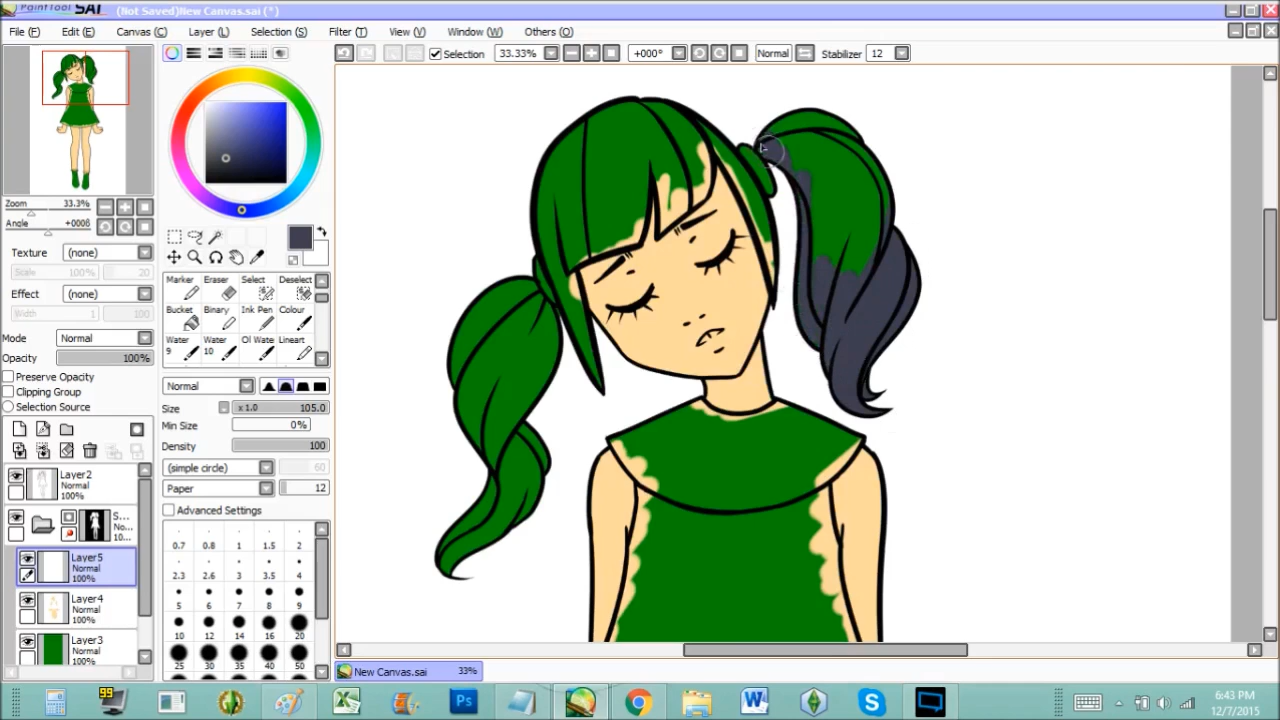 PaintTool SAI (Not Saved)New Canvas.sai (*)
File (F) Edit (E) Canvas (C) Layer (L) Selection (S) Filter (T) View (V) Window (W) Others (O)
Selection 33.33% +000° Normal Stabilizer 12
Zoom 33.3%
Angle +000θ
Texture (none)
Scale 100% 20
Effect (none)
Width 1 100
Mode Normal
Opacity 100%
Preserve Opacity
Clipping Group
Selection Source
Layer2
Normal
100%
S...
No...
10...
Layer5
Normal
100%
Layer4
Normal
100%
Layer3
Normal
100%
Marker Eraser Select Deselect
Bucket Binary Ink Pen Colour
Water 9 Water 10 Oil Wate Lineart
Normal
Size x 1.0 105.0
Min Size 0%
Density 100
(simple circle) 60
Paper 12
Advanced Settings
0.7 0.8 1 1.5 2
2.3 2.6 3 3.5 4
5 6 7 8 9
10 12 14 16 20
25 30 35 40 50
New Canvas.sai 33%
99
Ps
6:43 PM
12/7/2015